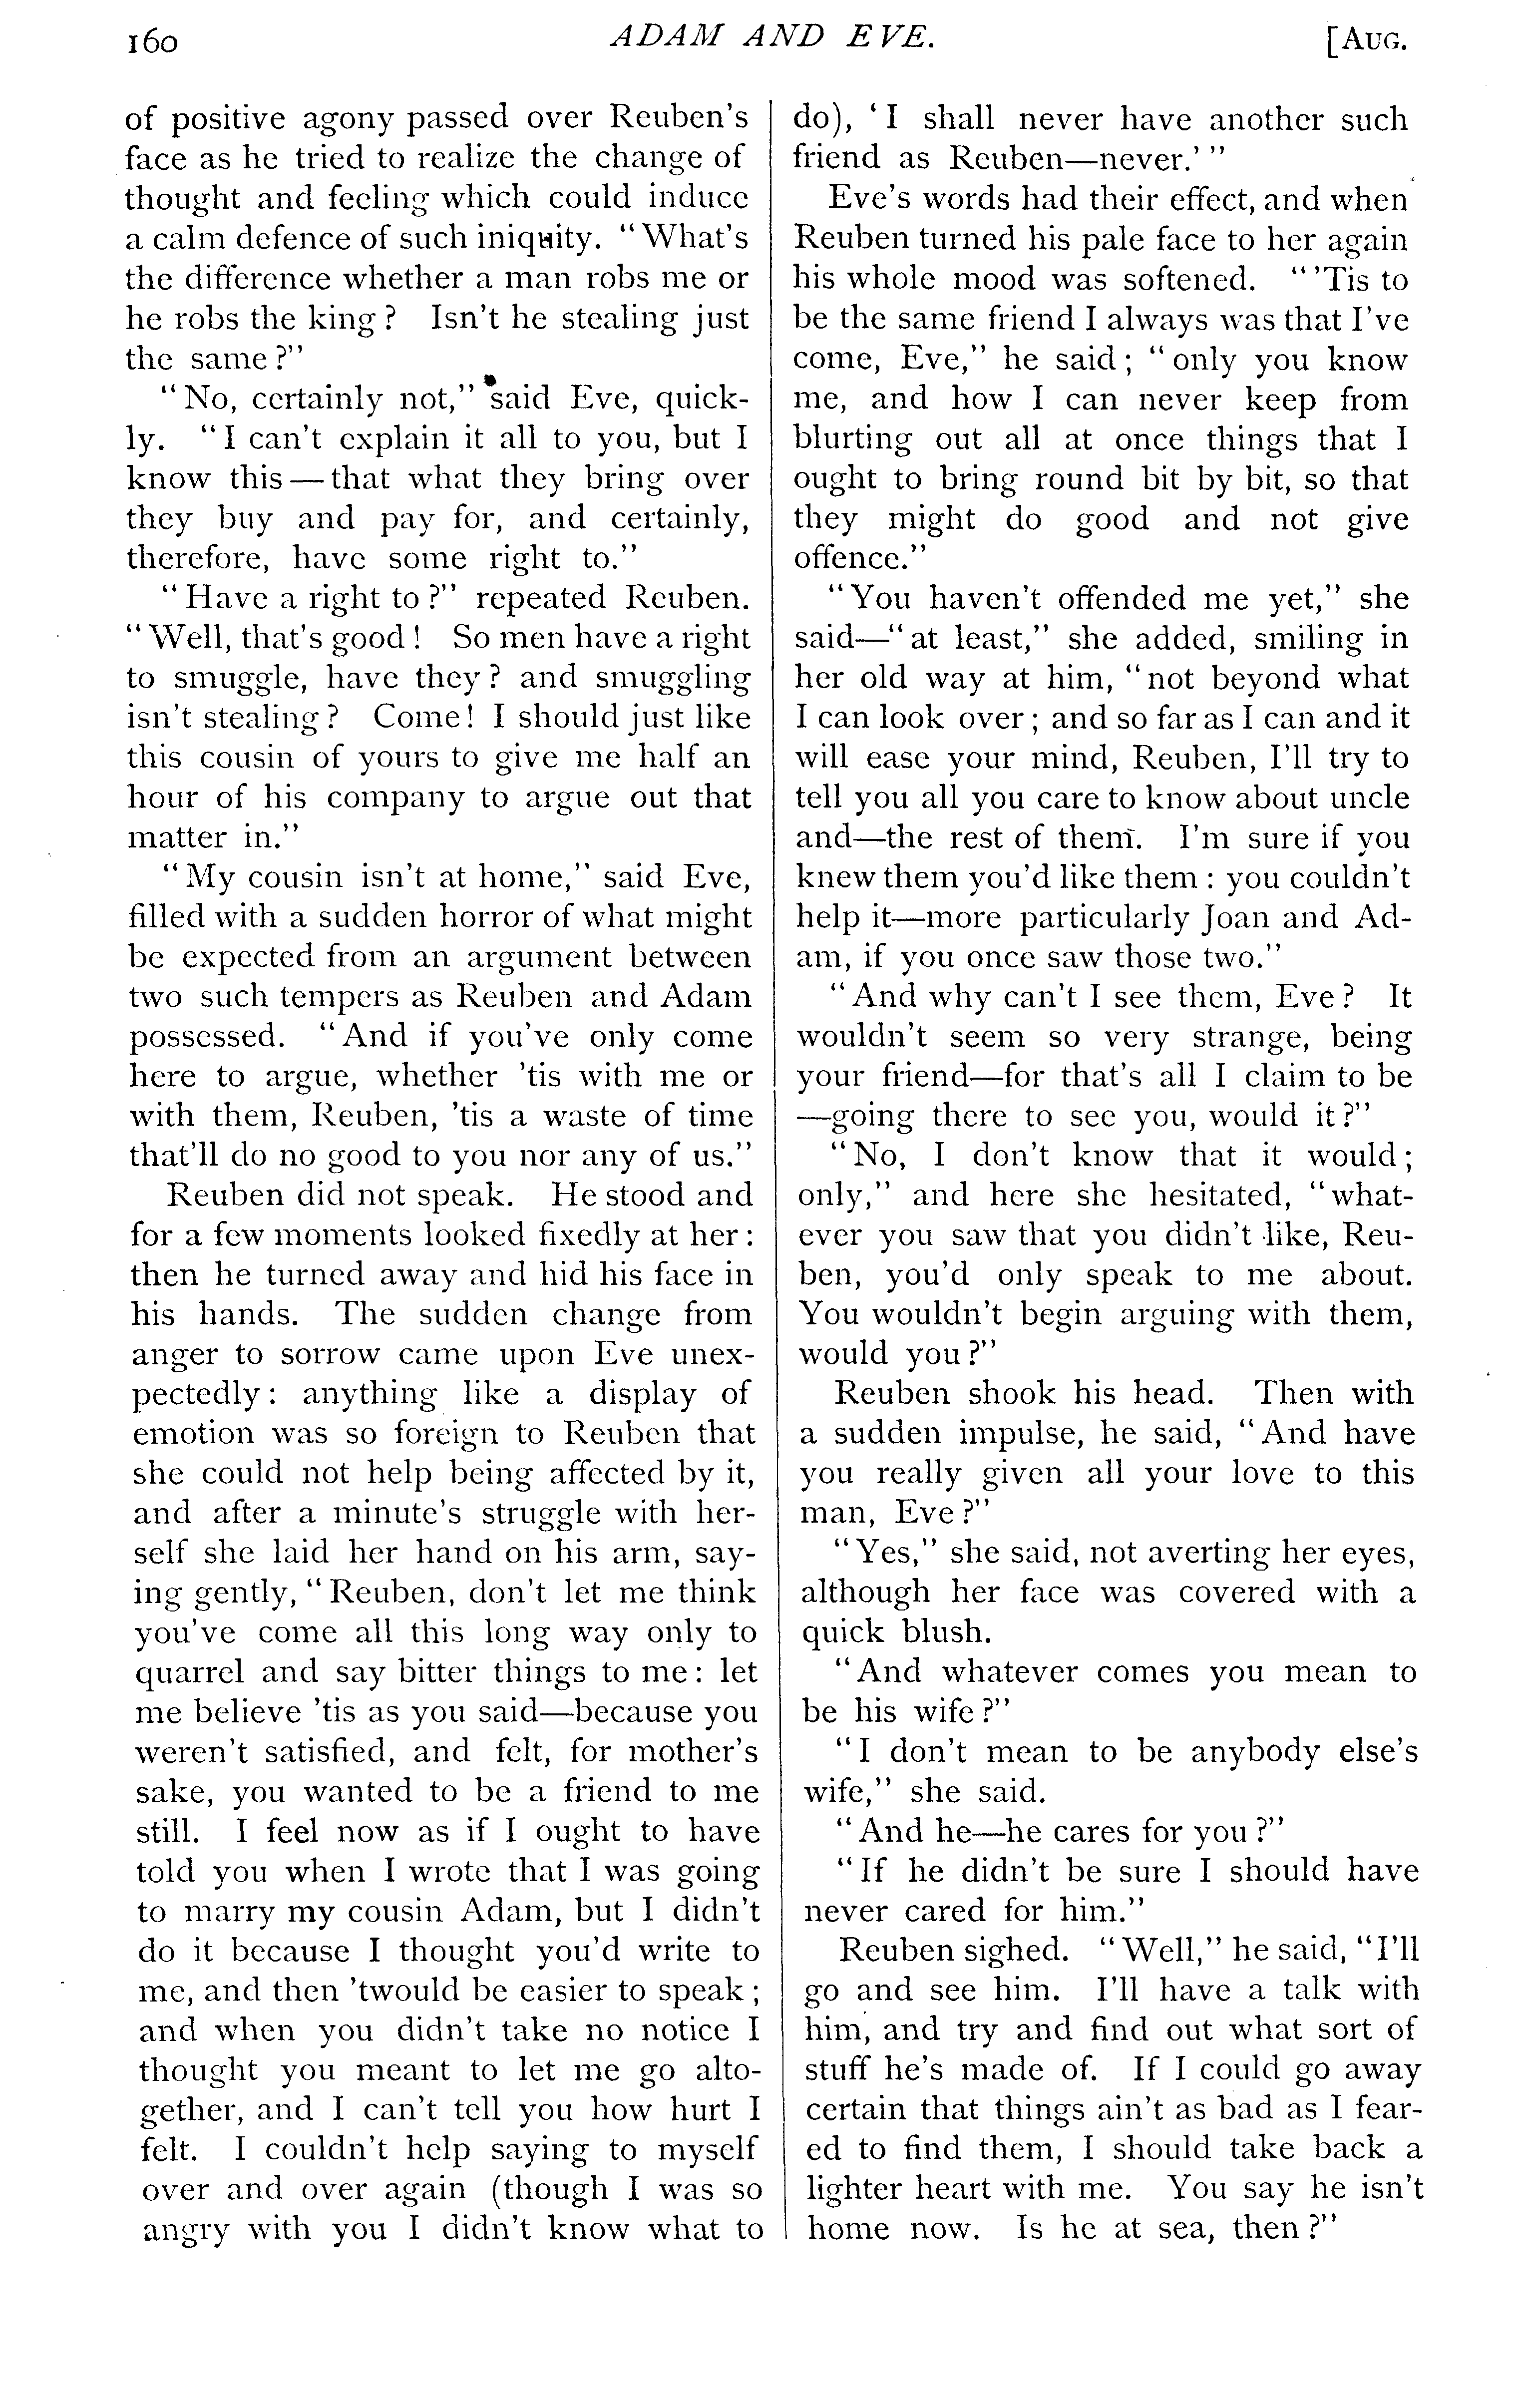 160
ADAM AND EVE.
[AUG.
of positive agony passed over Reuben's
face as he tried to realize the change of
thought and feeling which could induce
a calm defence of such iniquity. "What's
the difference whether a man robs me or
he robs the king? Isn't he stealing just
the same?"
"No, certainly not," said Eve, quick-
ly. "I can't explain it all to you, but I
know this—that what they bring over
they buy and pay for, and certainly,
therefore, have some right to."
"Have a right to?" repeated Reuben.
"Well, that's good! So men have a right
to smuggle, have they? and smuggling
isn't stealing? Come! I should just like
this cousin of yours to give me half an
hour of his company to argue out that
matter in."
"My cousin isn't at home," said Eve,
filled with a sudden horror of what might
be expected from an argument between
two such tempers as Reuben and Adam
possessed. "And if you've only come
here to argue, whether 'tis with me or
with them, Reuben, 'tis a waste of time
that'll do no good to you nor any of us."
Reuben did not speak. He stood and
for a few moments looked fixedly at her:
then he turned away and hid his face in
his hands. The sudden change from
anger to sorrow came upon Eve unex-
pectedly: anything like a display of
emotion was so foreign to Reuben that
she could not help being affected by it,
and after a minute's struggle with her-
self she laid her hand on his arm, say-
ing gently, "Reuben, don't let me think
you've come all this long way only to
quarrel and say bitter things to me: let
me believe 'tis as you said—because you
weren't satisfied, and felt, for mother's
sake, you wanted to be a friend to me
still. I feel now as if I ought to have
told you when I wrote that I was going
to marry my cousin Adam, but I didn't
do it because I thought you'd write to
me, and then 'twould be easier to speak;
and when you didn't take no notice I
thought you meant to let me go alto-
gether, and I can't tell you how hurt I
felt. I couldn't help saying to myself
over and over again (though I was so
angry with you I didn't know what to
do), 'I shall never have another such
friend as Reuben—never.'"
Eve's words had their effect, and when
Reuben turned his pale face to her again
his whole mood was softened. "'Tis to
be the same friend I always was that I've
come, Eve," he said; "only you know
me, and how I can never keep from
blurting out all at once things that I
ought to bring round bit by bit, so that
they might do good and not give
offence."
"You haven't offended me yet," she
said—"at least," she added, smiling in
her old way at him, "not beyond what
I can look over; and so far as I can and it
will ease your mind, Reuben, I'll try to
tell you all you care to know about uncle
and—the rest of them. I'm sure if you
knew them you'd like them: you couldn't
help it—more particularly Joan and Ad-
am, if you once saw those two."
"And why can't I see them, Eve? It
wouldn't seem so very strange, being
your friend—for that's all I claim to be
—going there to see you, would it?"
"No, I don't know that it would;
only," and here she hesitated, "what-
ever you saw that you didn't like, Reu-
ben, you'd only speak to me about.
You wouldn't begin arguing with them,
would you?"
Reuben shook his head. Then with
a sudden impulse, he said, "And have
you really given all your love to this
man, Eve?"
"Yes," she said, not averting her eyes,
although her face was covered with a
quick blush.
"And whatever comes you mean to
be his wife?"
"I don't mean to be anybody else's
wife," she said.
"And he—he cares for you?"
"If he didn't be sure I should have
never cared for him."
Reuben sighed. "Well," he said, "I'll
go and see him. I'll have a talk with
him, and try and find out what sort of
stuff he's made of. If I could go away
certain that things ain't as bad as I fear-
ed to find them, I should take back a
lighter heart with me. You say he isn't
home now. Is he at sea, then?"